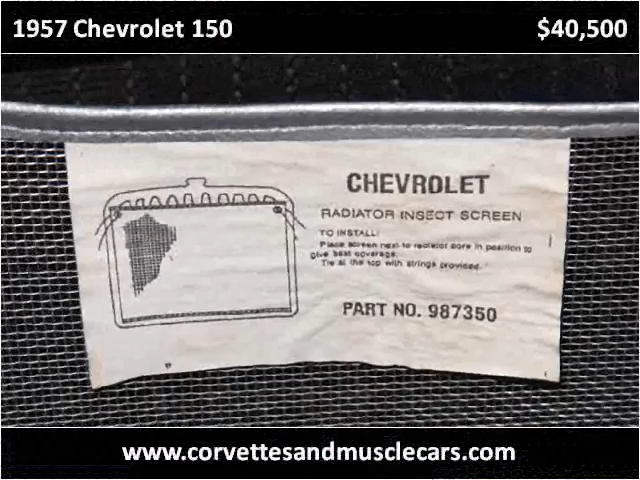 1957 Chevrolet 150 $40,500
CHEVROLET
RADIATOR INSECT SCREEN
TO INSTALL:
Place screen next to radiator core in position to
give best coverage.
Tie at the top with strings provided.
PART NO. 987350
www.corvettesandmusclecars.com